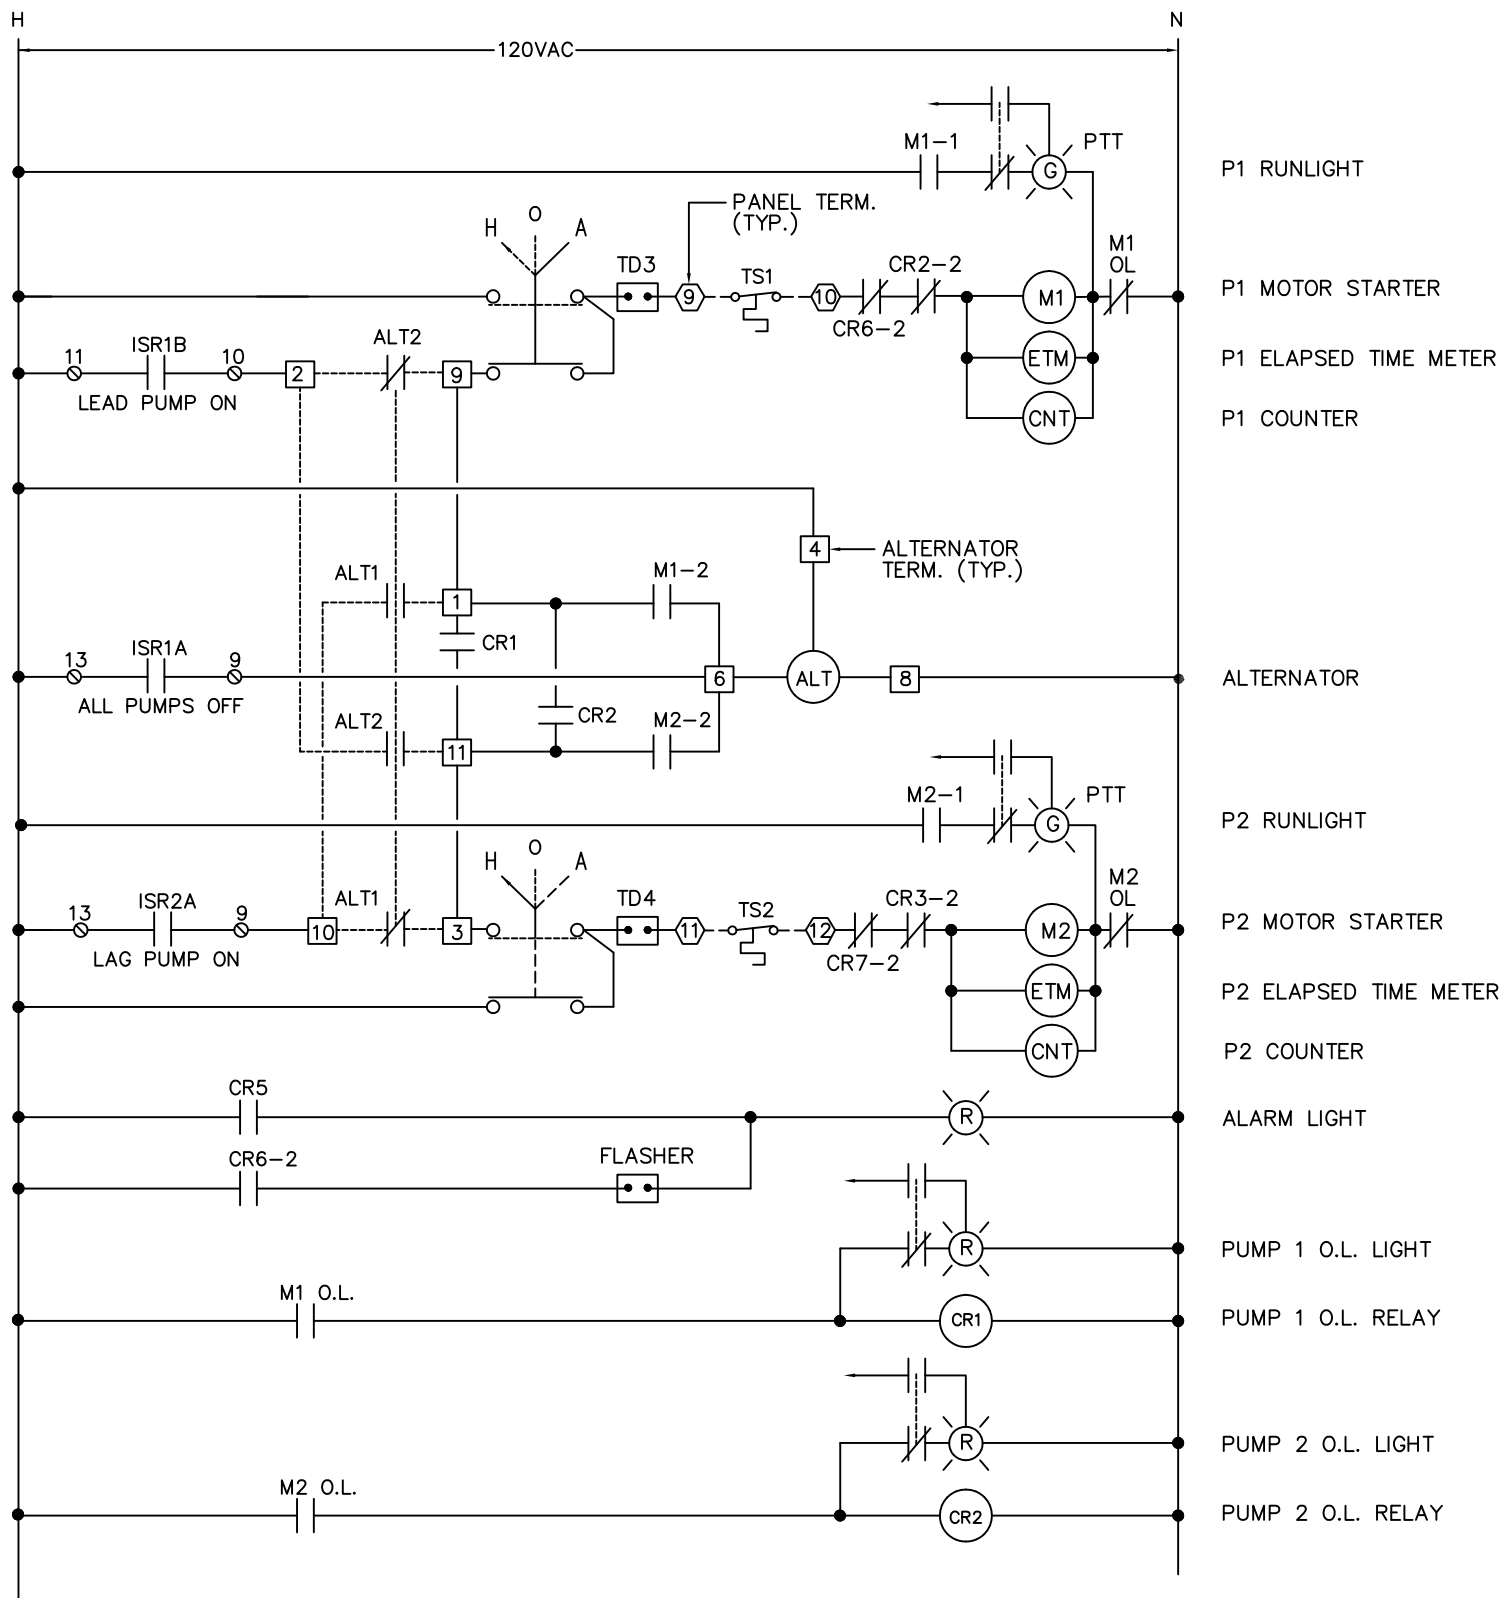 H
N
120VAC
M1-1
PTT
G
P1 RUNLIGHT
PANEL TERM.
(TYP.)
H
O
A
TD3
9
TS1
10
CR6-2
CR2-2
M1
M1
OL
P1 MOTOR STARTER
11
ISR1B
10
LEAD PUMP ON
2
ALT2
9
ETM
P1 ELAPSED TIME METER
CNT
P1 COUNTER
4
ALTERNATOR
TERM. (TYP.)
ALT1
1
CR1
M1-2
13
ISR1A
9
ALL PUMPS OFF
6
ALT
8
ALTERNATOR
ALT2
11
CR2
M2-2
M2-1
PTT
G
P2 RUNLIGHT
H
O
A
13
ISR2A
9
LAG PUMP ON
10
ALT1
3
TD4
11
TS2
12
CR7-2
CR3-2
M2
M2
OL
P2 MOTOR STARTER
ETM
P2 ELAPSED TIME METER
CNT
P2 COUNTER
CR5
R
ALARM LIGHT
CR6-2
FLASHER
R
PUMP 1 O.L. LIGHT
M1 O.L.
CR1
PUMP 1 O.L. RELAY
R
PUMP 2 O.L. LIGHT
M2 O.L.
CR2
PUMP 2 O.L. RELAY